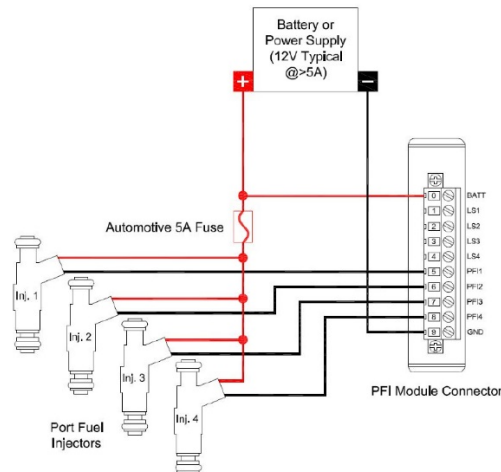 Battery or
Power Supply
(12V Typical
@>5A)
+
−
Automotive 5A Fuse
0 BATT
1 LS1
2 LS2
3 LS3
4 LS4
5 PFI1
6 PFI2
7 PFI3
8 PFI4
9 GND
Inj. 1
Inj. 2
Inj. 3
Inj. 4
Port Fuel
Injectors
PFI Module Connector